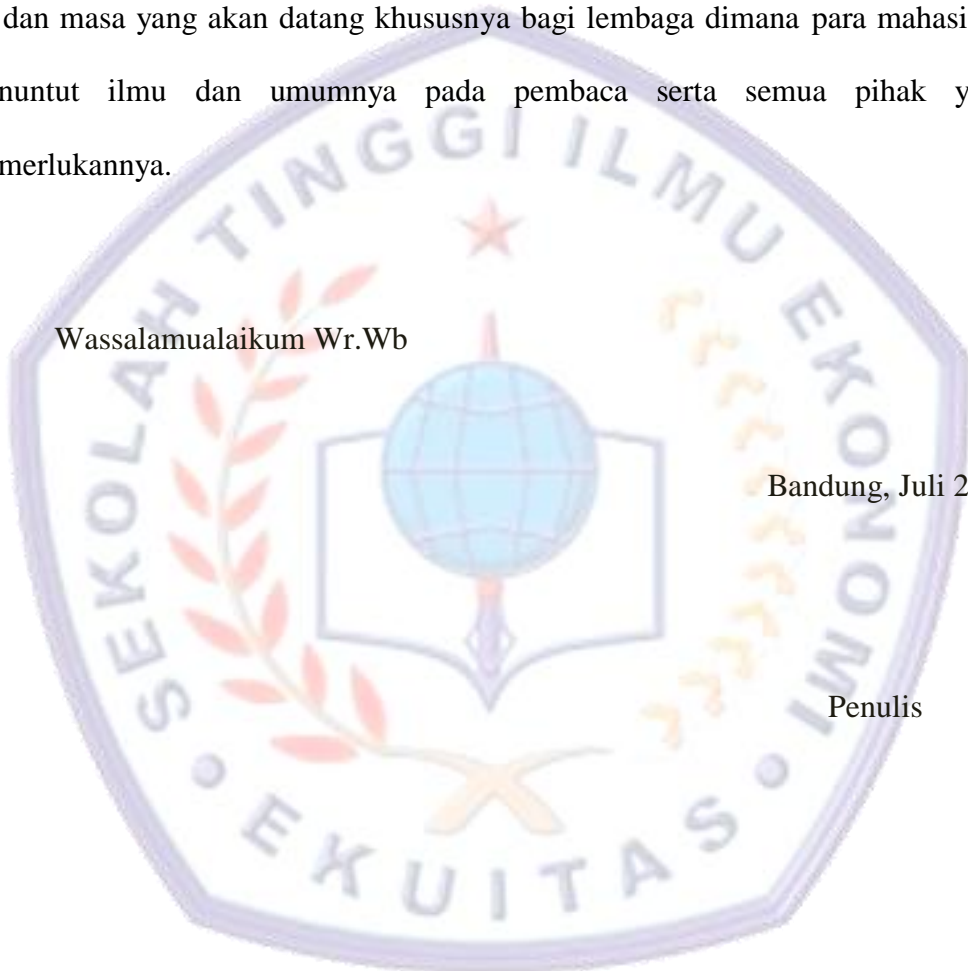 dan masa yang akan datang khususnya bagi lembaga dimana para mahasi
nuntut ilmu dan umumnya pada pembaca serta semua pihak y
merlukannya.
Wassalamualaikum Wr.Wb
Bandung, Juli 2
Penulis
SEKOLAH TINGGI ILMU EKONOMI
• EKUITAS •